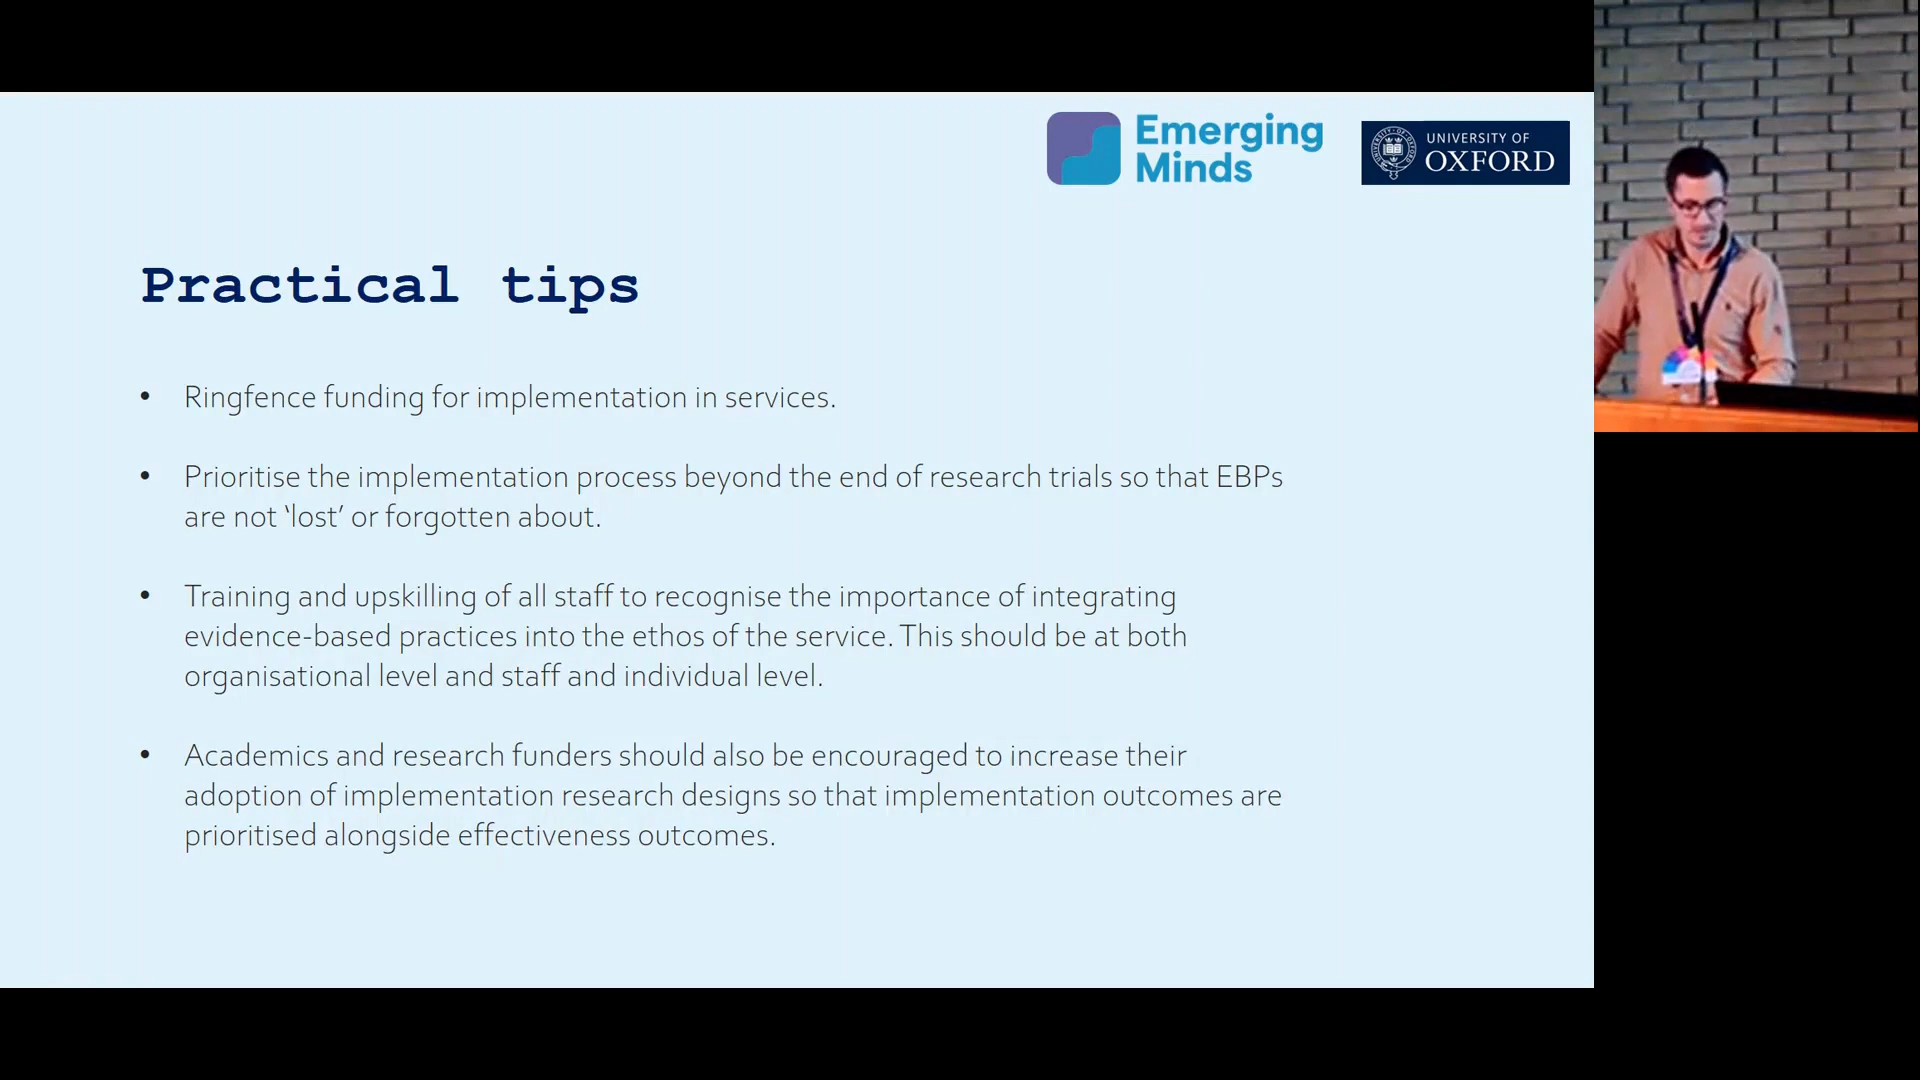 Emerging
Minds
UNIVERSITY OF
OXFORD
Practical tips
• Ringfence funding for implementation in services.
• Prioritise the implementation process beyond the end of research trials so that EBPs
are not ‘lost’ or forgotten about.
• Training and upskilling of all staff to recognise the importance of integrating
evidence-based practices into the ethos of the service. This should be at both
organisational level and staff and individual level.
• Academics and research funders should also be encouraged to increase their
adoption of implementation research designs so that implementation outcomes are
prioritised alongside effectiveness outcomes.